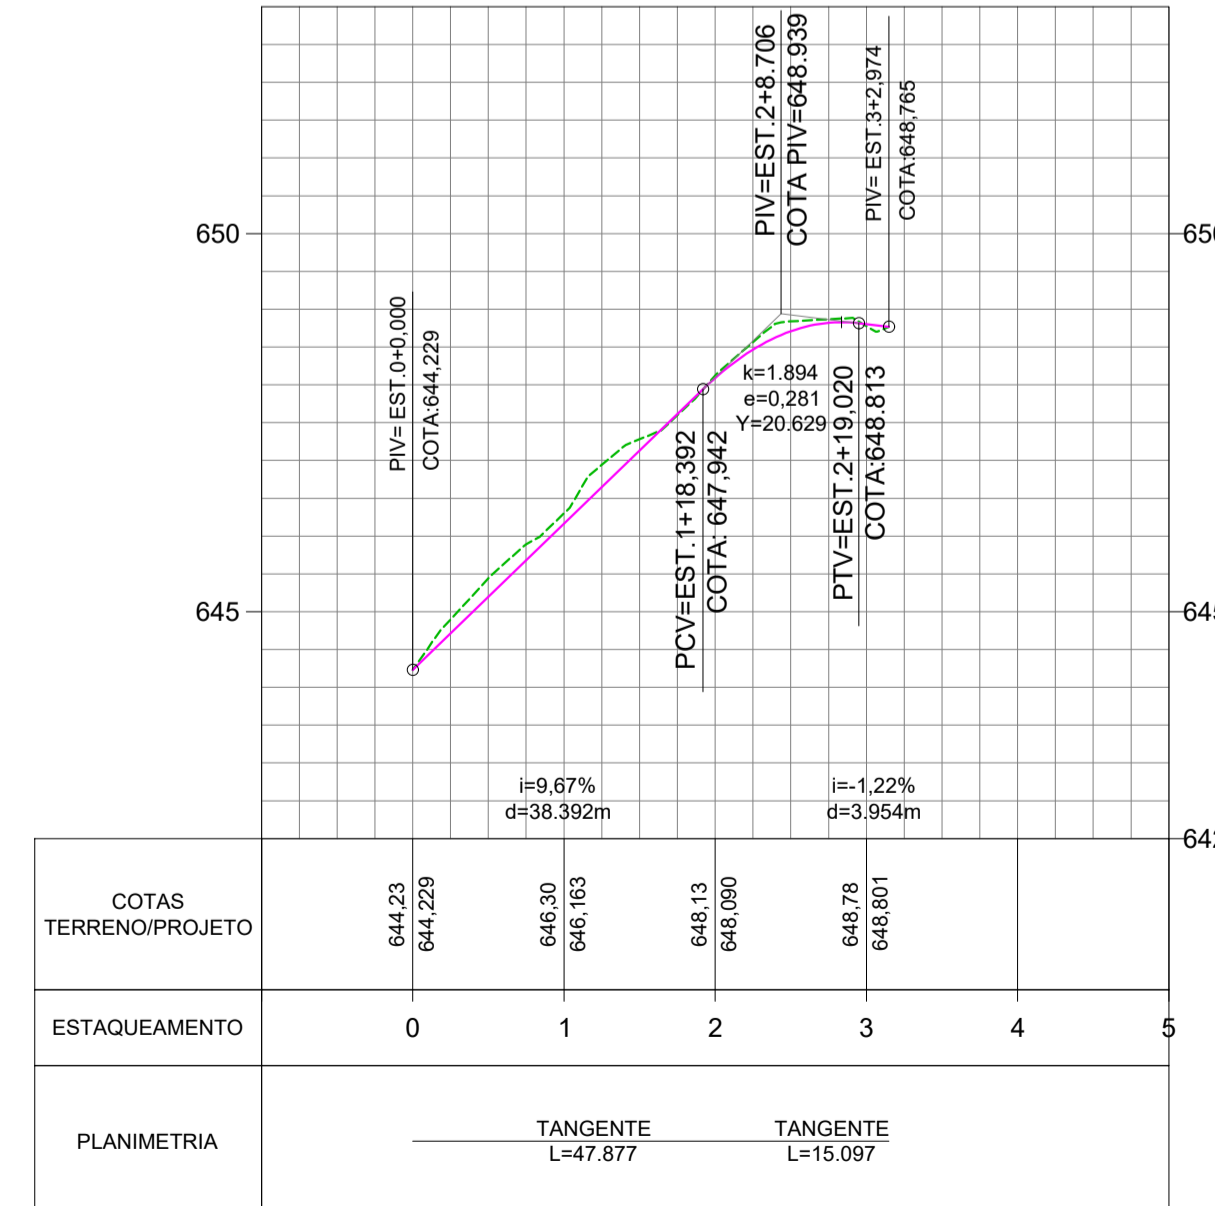 PIV=EST.2+8.706
COTA PIV=648.939
PIV= EST.3+2,974
COTA:648,765
650
650
PIV= EST.0+0,000
COTA:644,229
k=1.894
e=0,281
Y=20.629
PCV=EST.1+18,392
COTA: 647,942
PTV=EST.2+19,020
COTA:648.813
645
i=9,67%
d=38.392m
i=-1,22%
d=3.954m
642
COTAS
TERRENO/PROJETO
644,23
644,229
646,30
646,163
648,13
648,090
648,78
648,801
ESTAQUEAMENTO
0
1
2
3
4
5
PLANIMETRIA
TANGENTE
L=47.877
TANGENTE
L=15.097